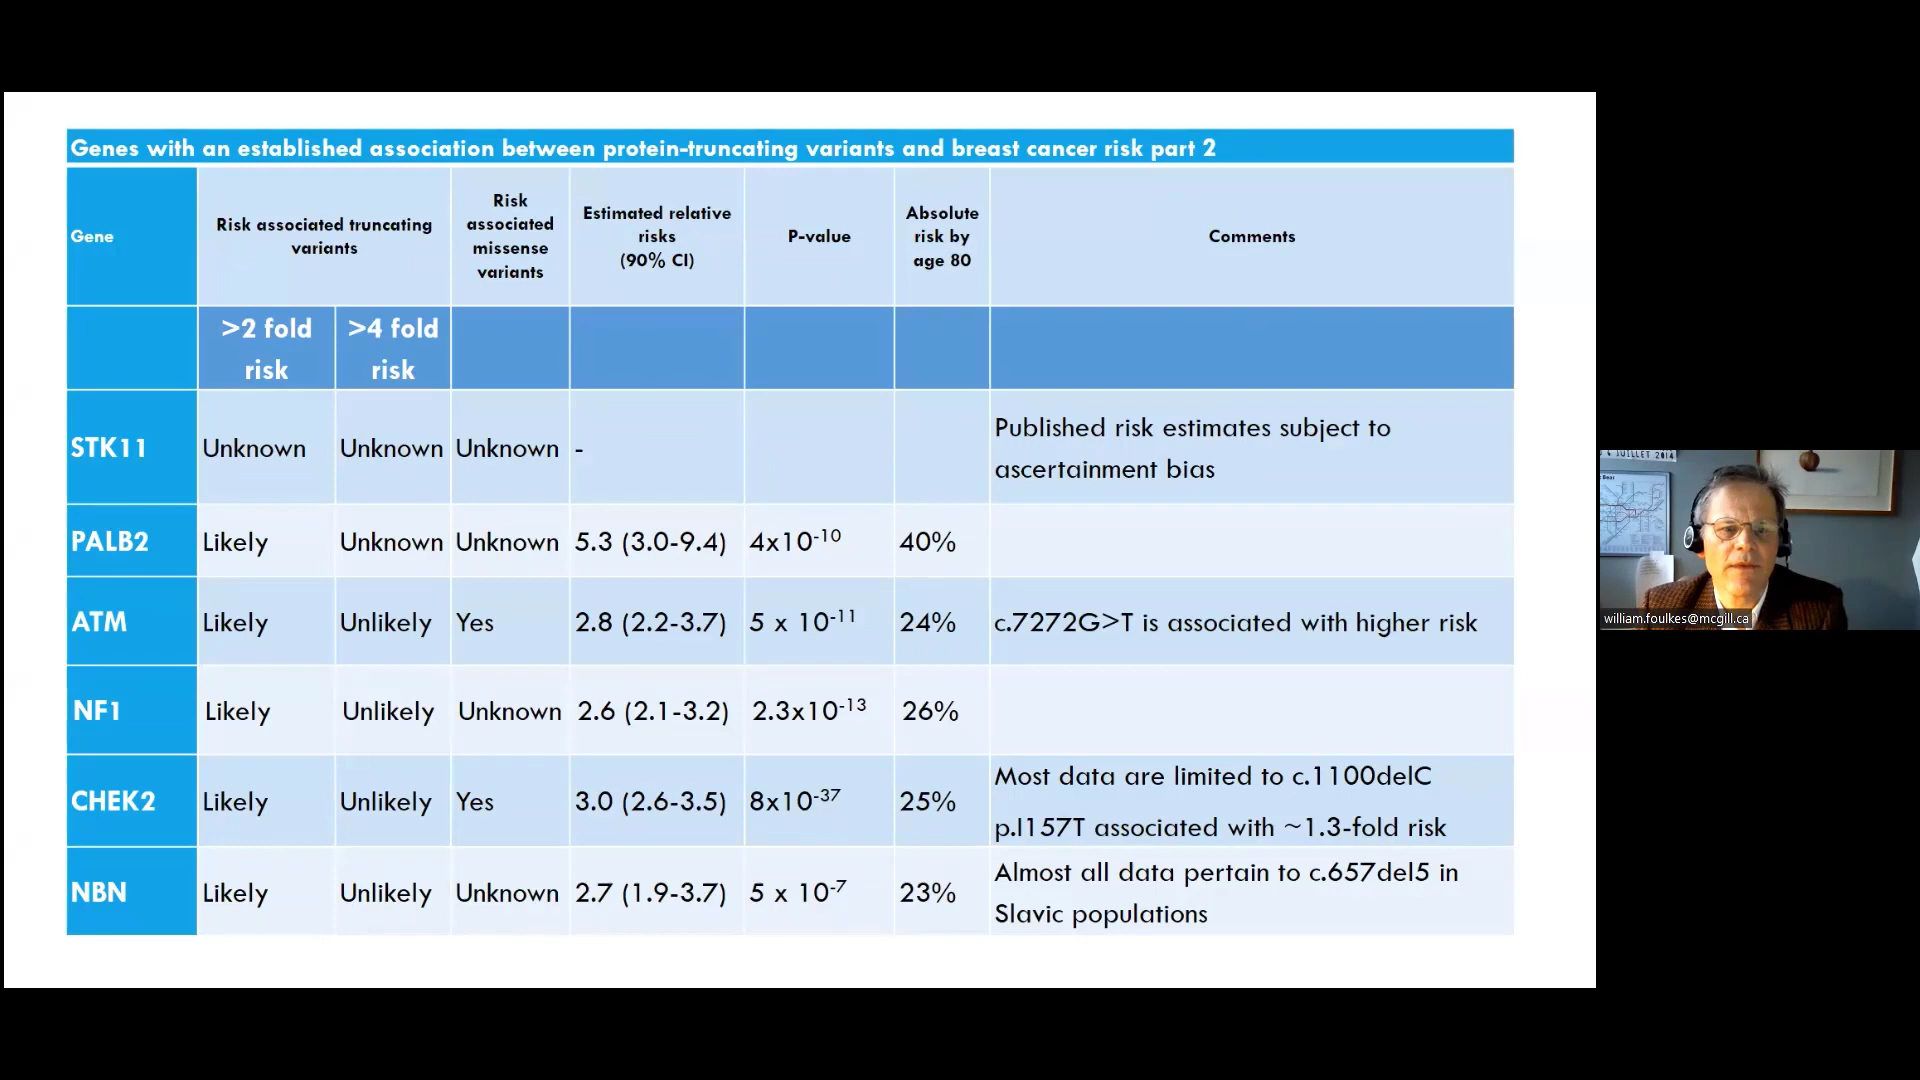 Genes with an established association between protein-truncating variants and breast cancer risk part 2
Gene
Risk associated truncating
variants
Risk
associated
missense
variants
Estimated relative
risks
(90% CI)
P-value
Absolute
risk by
age 80
Comments
>2 fold
risk
>4 fold
risk
STK11
Unknown
Unknown
Unknown
-
Published risk estimates subject to
ascertainment bias
PALB2
Likely
Unknown
Unknown
5.3 (3.0-9.4)
4x10-10
40%
ATM
Likely
Unlikely
Yes
2.8 (2.2-3.7)
5 x 10-11
24%
c.7272G>T is associated with higher risk
NF1
Likely
Unlikely
Unknown
2.6 (2.1-3.2)
2.3x10-13
26%
CHEK2
Likely
Unlikely
Yes
3.0 (2.6-3.5)
8x10-37
25%
Most data are limited to c.1100delC
p.I157T associated with ~1.3-fold risk
NBN
Likely
Unlikely
Unknown
2.7 (1.9-3.7)
5 x 10-7
23%
Almost all data pertain to c.657del5 in
Slavic populations
JUILLET 2014
william.foulkes@mcgill.ca